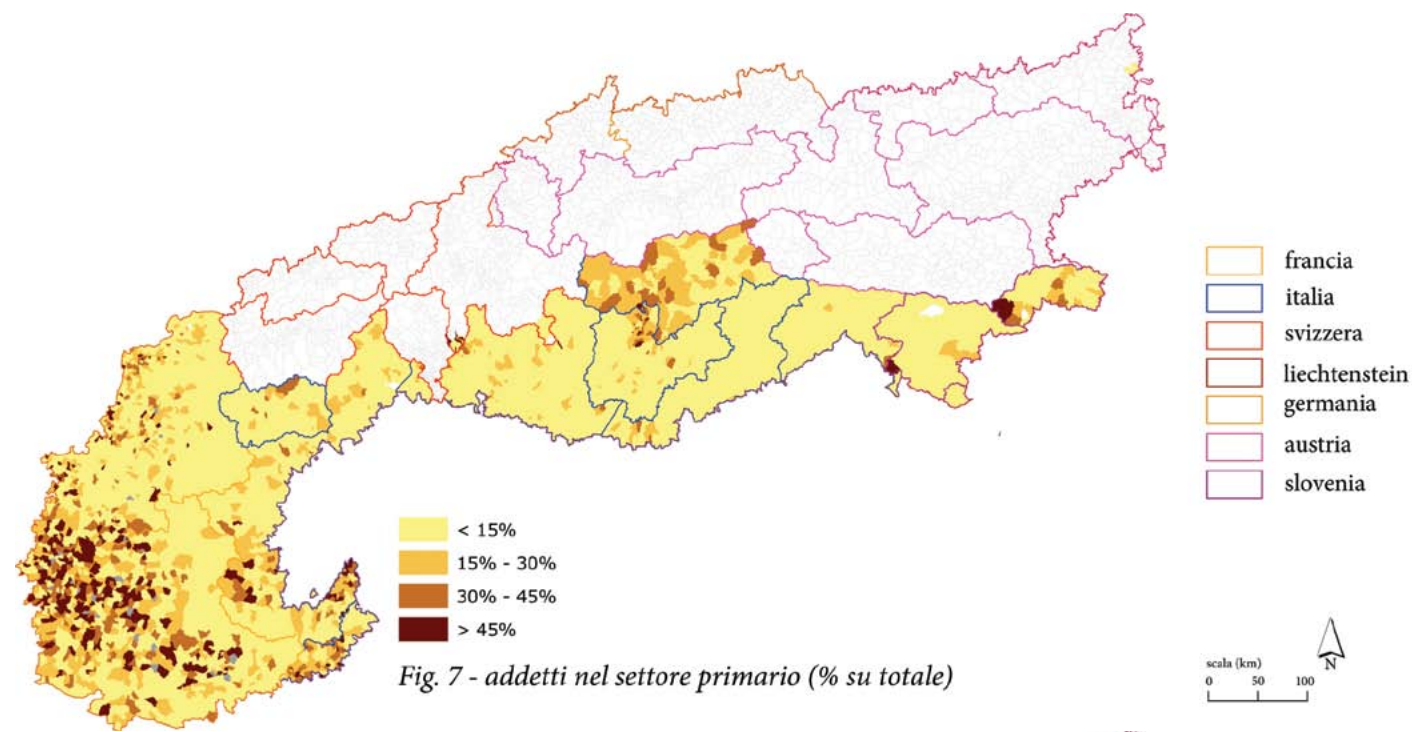 francia
italia
svizzera
liechtenstein
germania
austria
slovenia
< 15%
15% - 30%
30% - 45%
> 45%
Fig. 7 - addetti nel settore primario (% su totale)
scala (km)
0 50 100
N